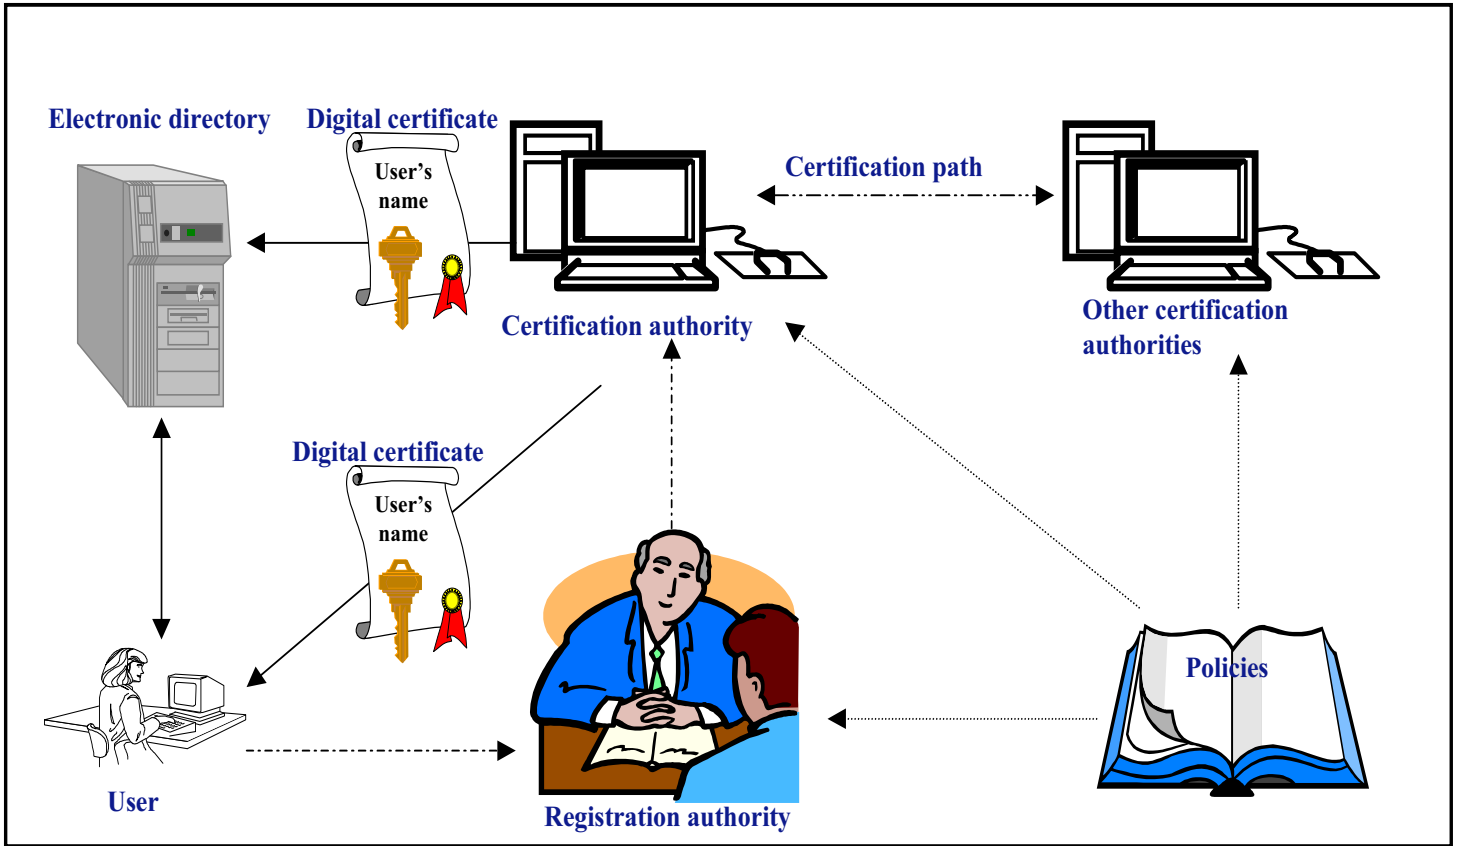 Electronic directory
Digital certificate
User's
name
Certification path
Certification authority
Other certification
authorities
Digital certificate
User's
name
Policies
User
Registration authority